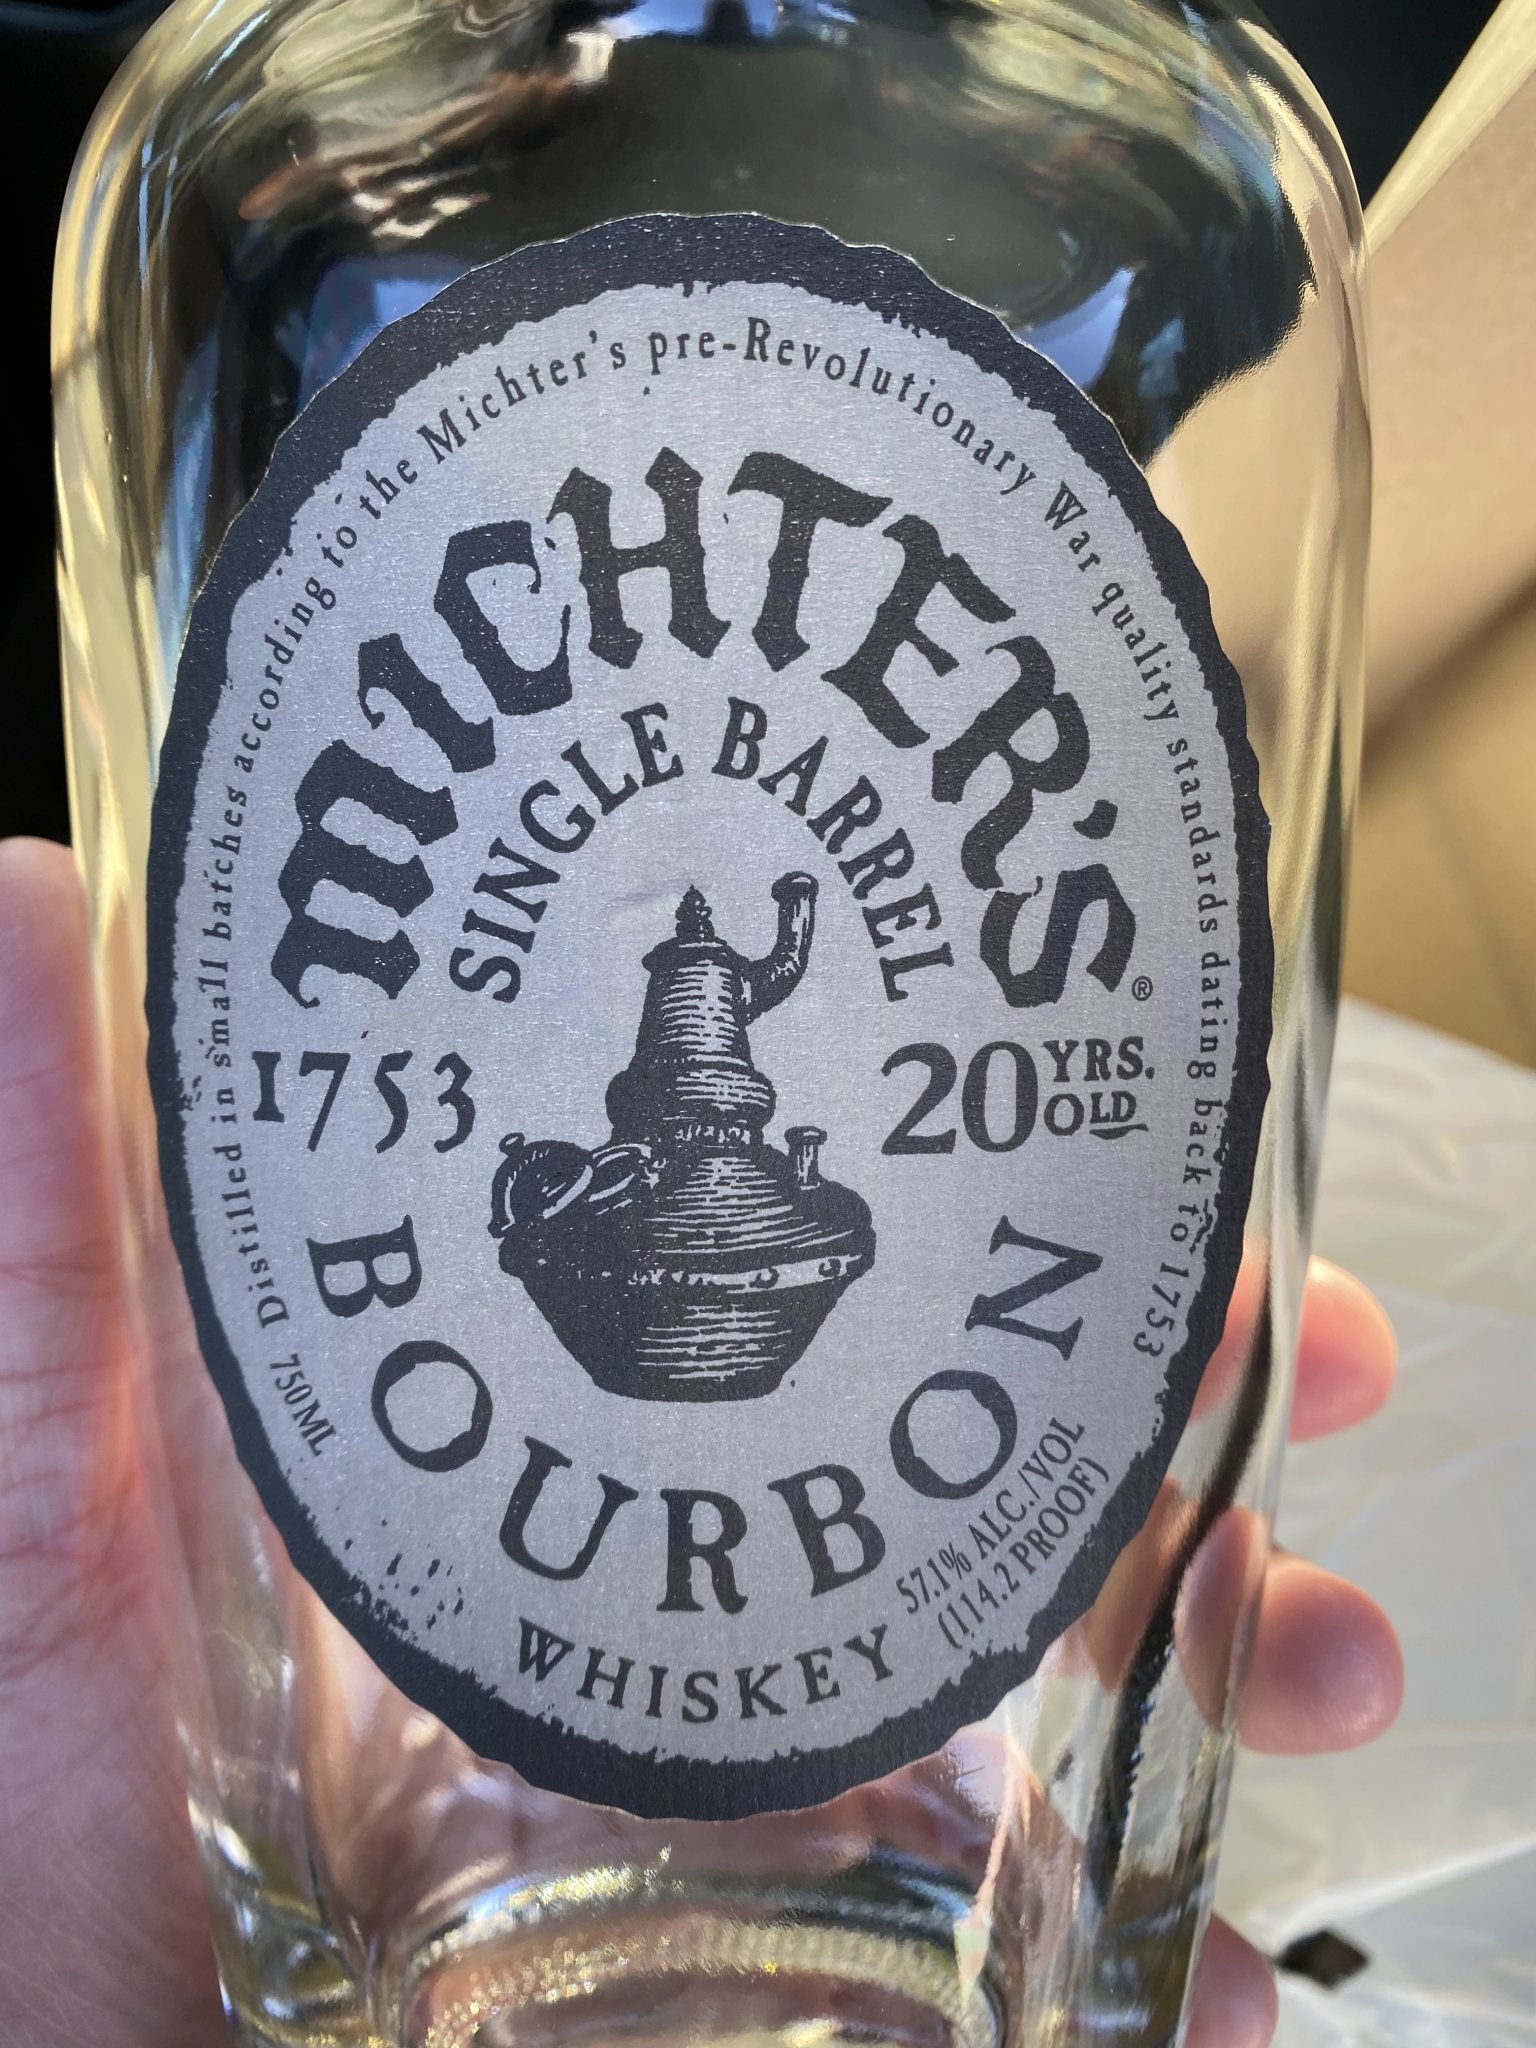 Distilled in small batches according to the Michter's pre-Revolutionary War quality standards dating back to 1753
MICHTER'S®
SINGLE BARREL
1753
20 YRS. OLD
BOURBON
WHISKEY
750ML
57.1% ALC./VOL
(114.2 PROOF)